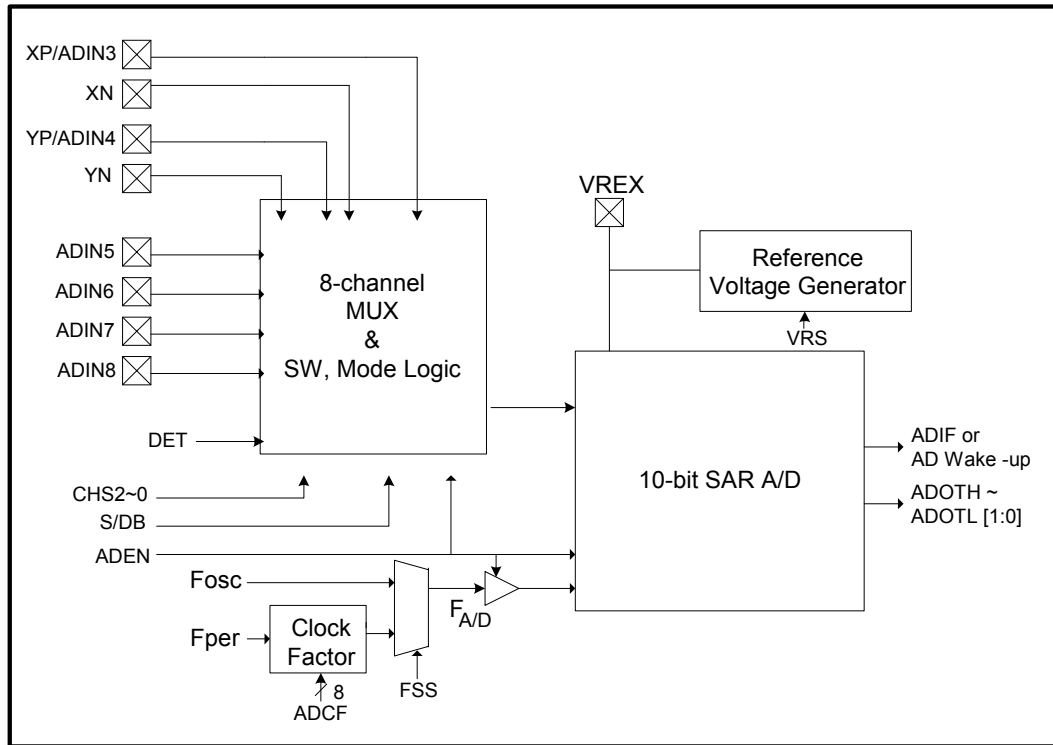 XP/ADIN3
XN
YP/ADIN4
YN
ADIN5
ADIN6
ADIN7
ADIN8
DET
CHS2~0
S/DB
ADEN
8-channel
MUX
&
SW, Mode Logic
VREX
Reference
Voltage Generator
VRS
10-bit SAR A/D
ADIF or
AD Wake -up
ADOTH ~
ADOTL [1:0]
Fosc
Fper
Clock
Factor
8
ADCF
FSS
FA/D